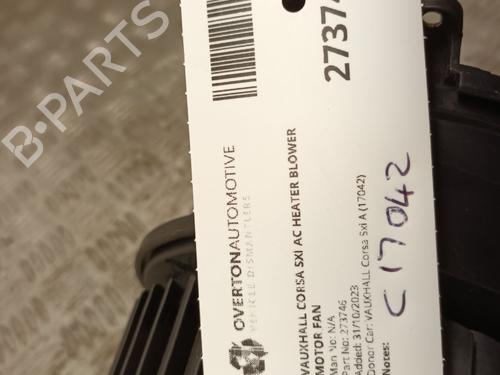 B-PARTS
27374
OVERTONAUTOMOTIVE
VEHICLE DISMANTLERS
VAUXHALL CORSA SXI AC HEATER BLOWER
MOTOR FAN
Man No: N/A
Part No: 273746
Added: 31/10/2023
Donor Car: VAUXHALL Corsa Sxi A (17042)
Notes:
C17042